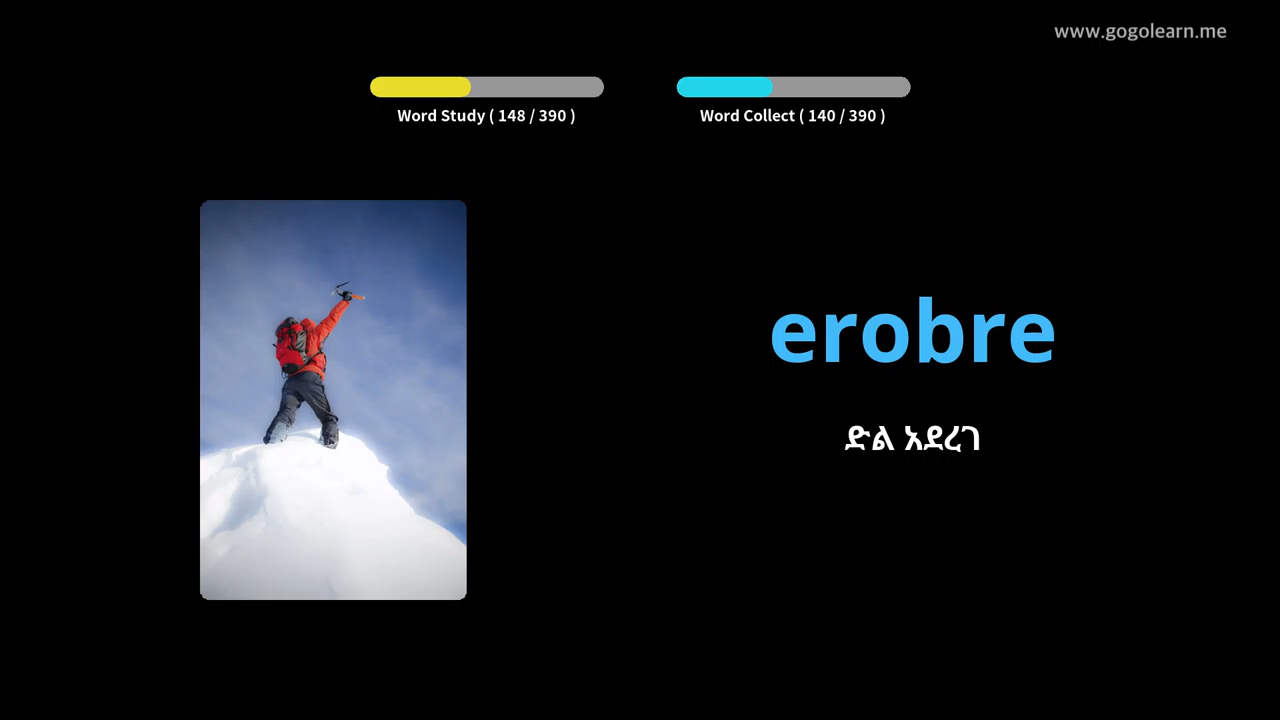 www.gogolearn.me
Word Study ( 148 / 390 )
Word Collect ( 140 / 390 )
erobre
ድል አደረገ